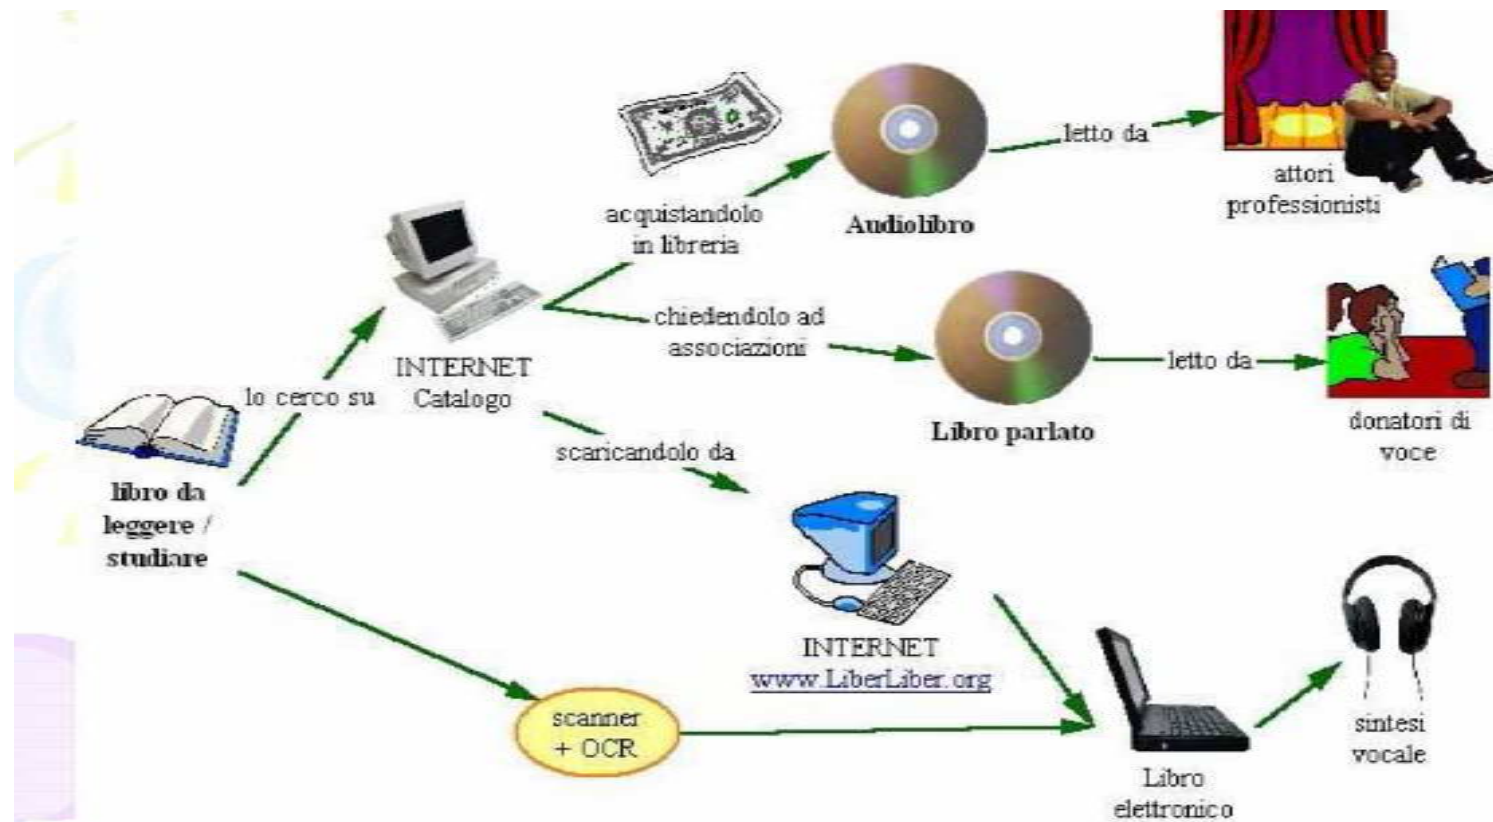 letto da
attori
professionisti
acquistandolo
in libreria
Audiolibro
chiedendolo ad
associazioni
letto da
INTERNET
Catalogo
lo cerco su
Libro parlato
donatori di
voce
scaricandolo da
libro da
leggere /
studiare
INTERNET
www.LiberLiber.org
scanner
+ OCR
sintesi
vocale
Libro
elettronico